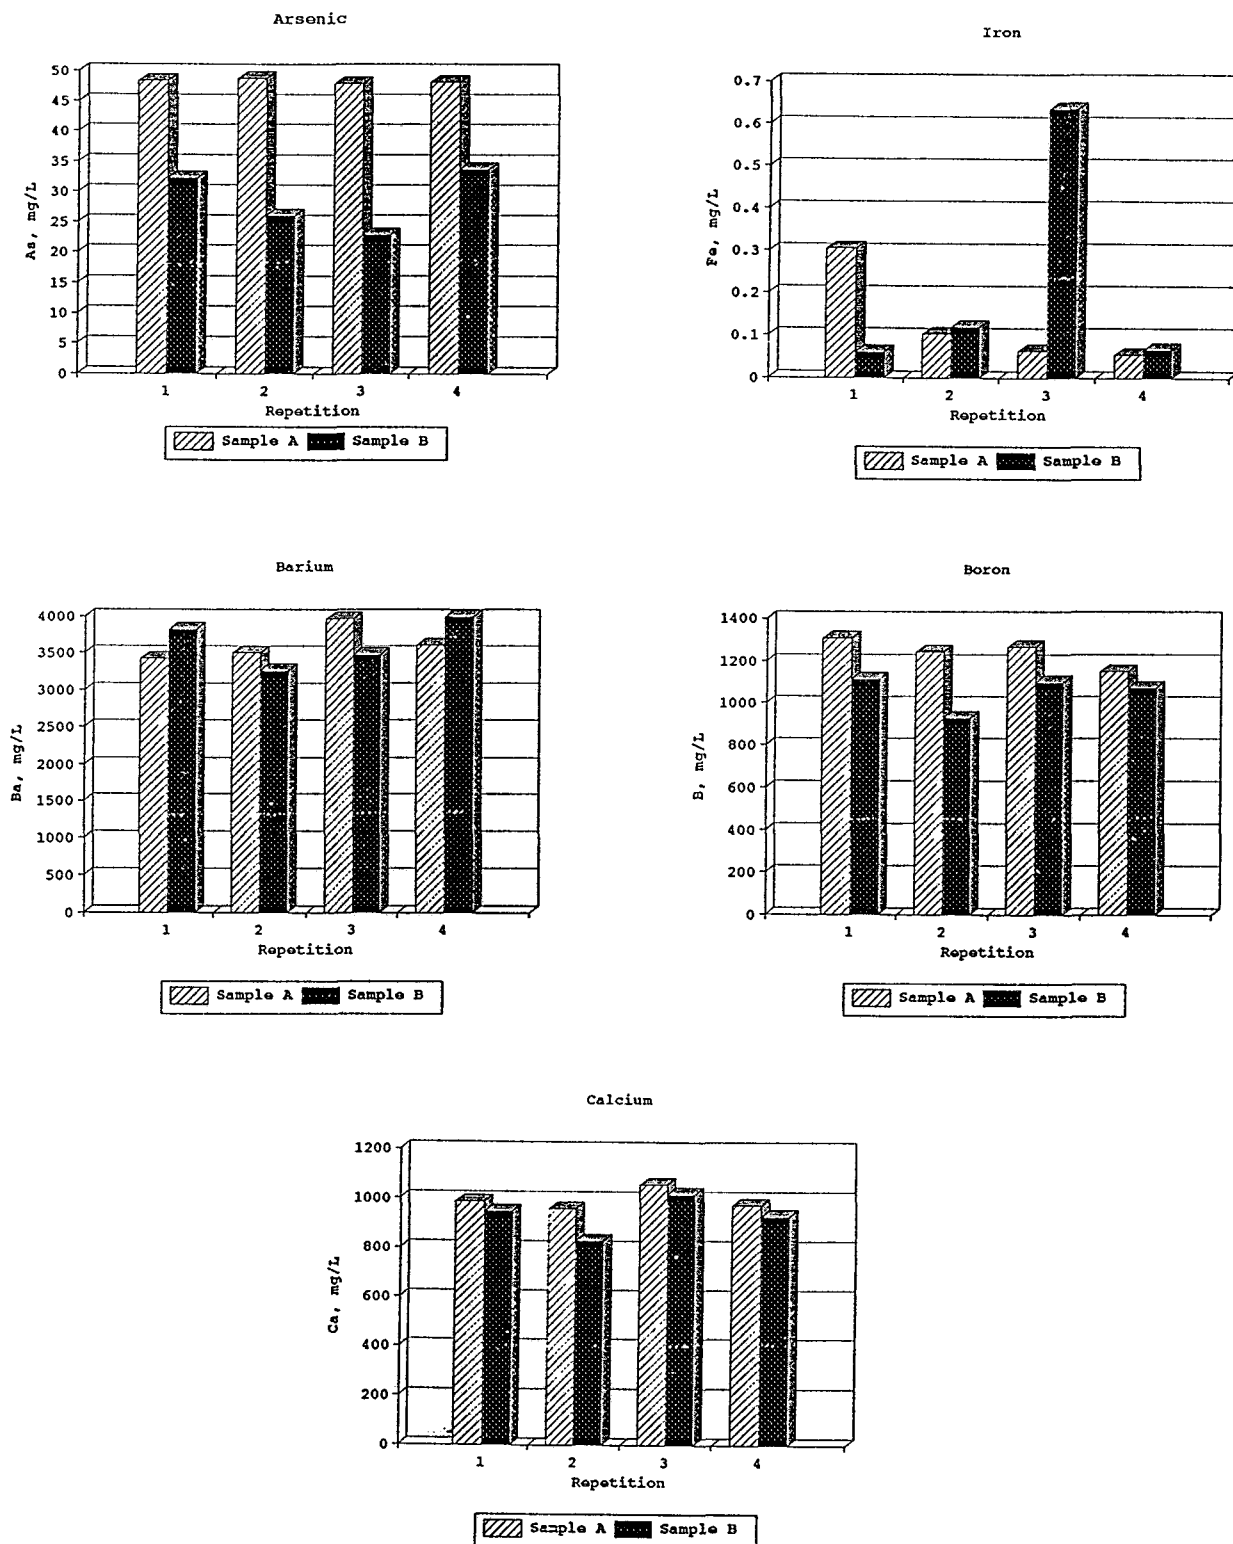 Arsenic
50
45
40
35
30
25
20
15
10
5
0
As, mg/L
1 2 3 4
Repetition
Sample A Sample B
Iron
0.7
0.6
0.5
0.4
0.3
0.2
0.1
0
Fe, mg/L
1 2 3 4
Repetition
Sample A Sample B
Barium
4000
3500
3000
2500
2000
1500
1000
500
0
Ba, mg/L
1 2 3 4
Repetition
Sample A Sample B
Boron
1400
1200
1000
800
600
400
200
0
B, mg/L
1 2 3 4
Repetition
Sample A Sample B
Calcium
1200
1000
800
600
400
200
0
Ca, mg/L
1 2 3 4
Repetition
Sample A Sample B